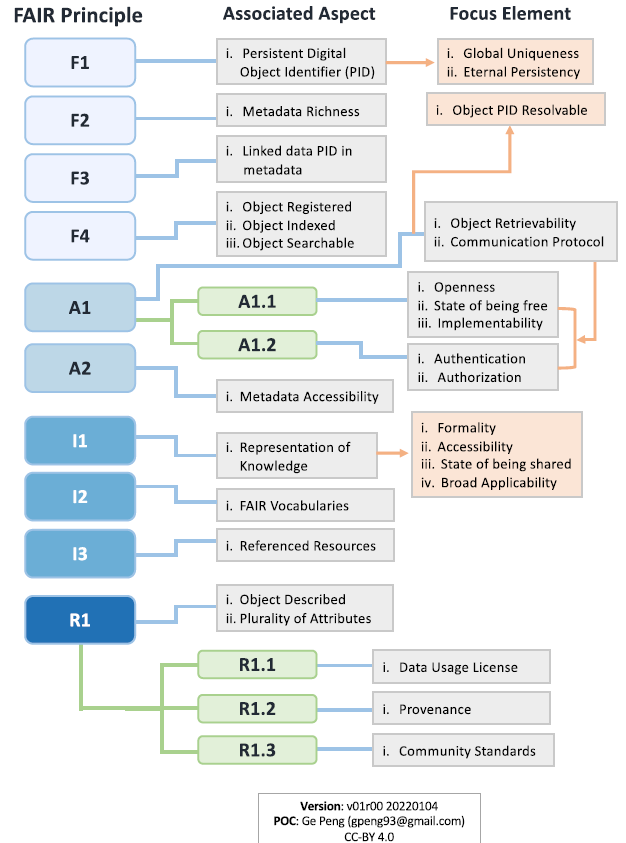 FAIR Principle
Associated Aspect
Focus Element
F1
i. Persistent Digital
Object Identifier (PID)
i. Global Uniqueness
ii. Eternal Persistency
F2
i. Metadata Richness
i. Object PID Resolvable
F3
i. Linked data PID in
metadata
F4
i. Object Registered
ii. Object Indexed
iii. Object Searchable
i. Object Retrievability
ii. Communication Protocol
A1
A1.1
i. Openness
ii. State of being free
iii. Implementability
A1.2
i. Authentication
ii. Authorization
A2
i. Metadata Accessibility
I1
i. Representation of
Knowledge
i. Formality
ii. Accessibility
iii. State of being shared
iv. Broad Applicability
I2
i. FAIR Vocabularies
I3
i. Referenced Resources
R1
i. Object Described
ii. Plurality of Attributes
R1.1
i. Data Usage License
R1.2
i. Provenance
R1.3
i. Community Standards
Version: v01r00 20220104
POC: Ge Peng (gpeng93@gmail.com)
CC-BY 4.0